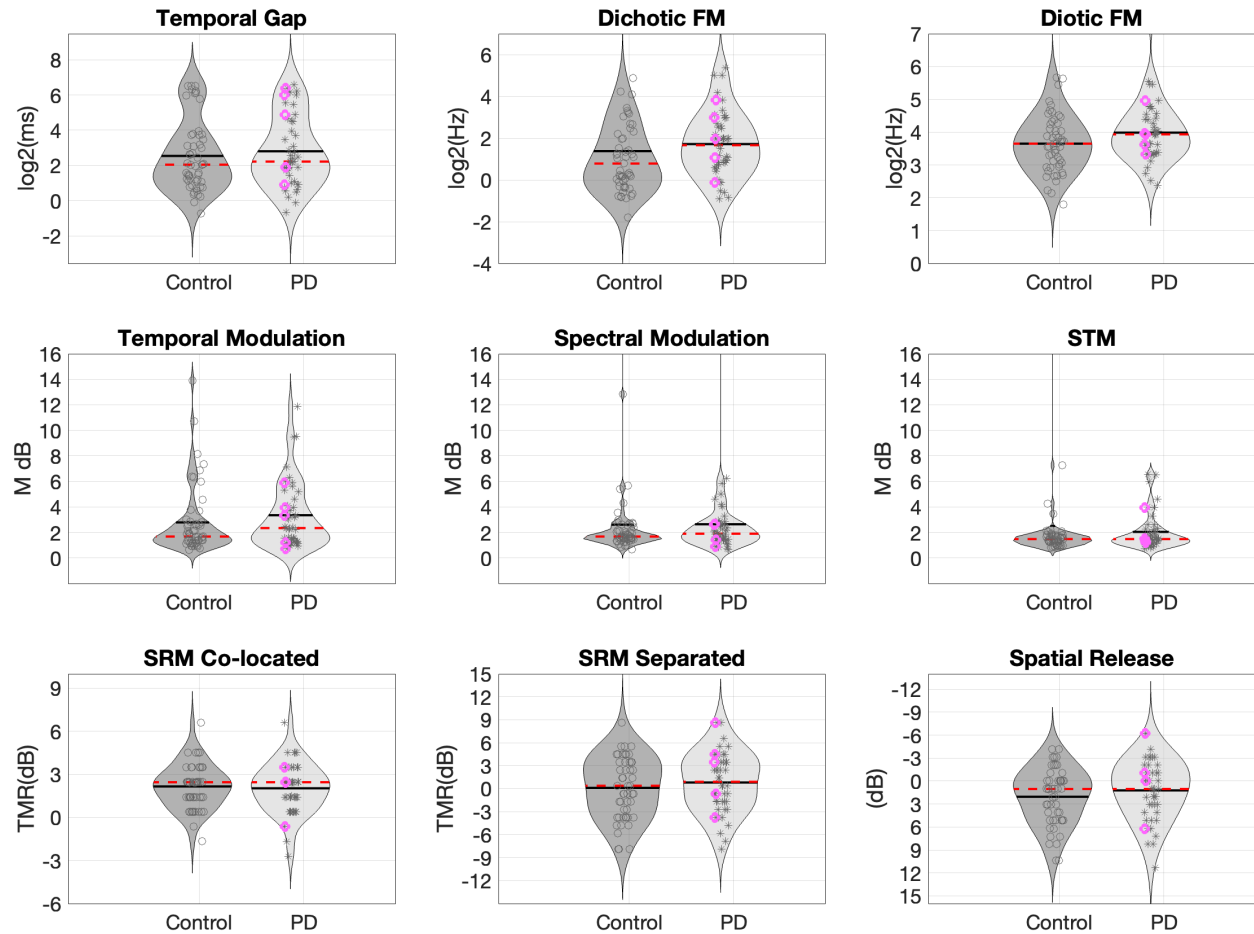 Temporal Gap
Dichotic FM
Diotic FM
log2(ms)
8
6
4
2
0
-2
Control
PD
log2(Hz)
6
4
2
0
-2
-4
Control
PD
log2(Hz)
7
6
5
4
3
2
1
0
Control
PD
Temporal Modulation
Spectral Modulation
STM
M dB
16
14
12
10
8
6
4
2
0
Control
PD
M dB
16
14
12
10
8
6
4
2
0
Control
PD
M dB
16
14
12
10
8
6
4
2
0
Control
PD
SRM Co-located
SRM Separated
Spatial Release
TMR(dB)
9
6
3
0
-3
-6
Control
PD
TMR(dB)
15
12
9
6
3
0
-3
-6
-9
-12
Control
PD
(dB)
-12
-9
-6
-3
0
3
6
9
12
15
Control
PD